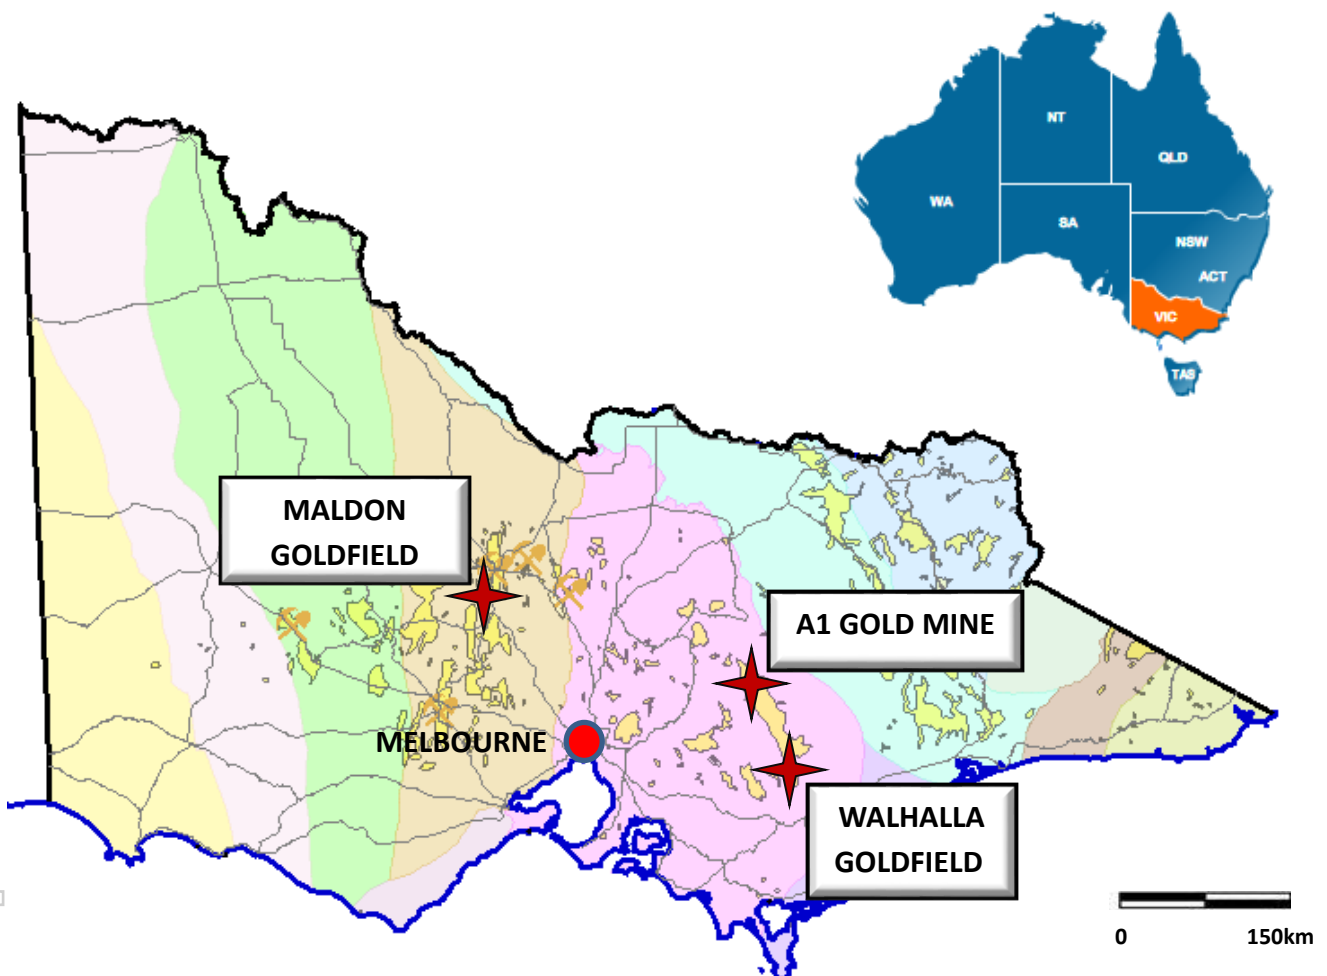 NT
QLD
WA
SA
NSW
ACT
VIC
TAS
MALDON
GOLDFIELD
A1 GOLD MINE
MELBOURNE
WALHALLA
GOLDFIELD
0 150km